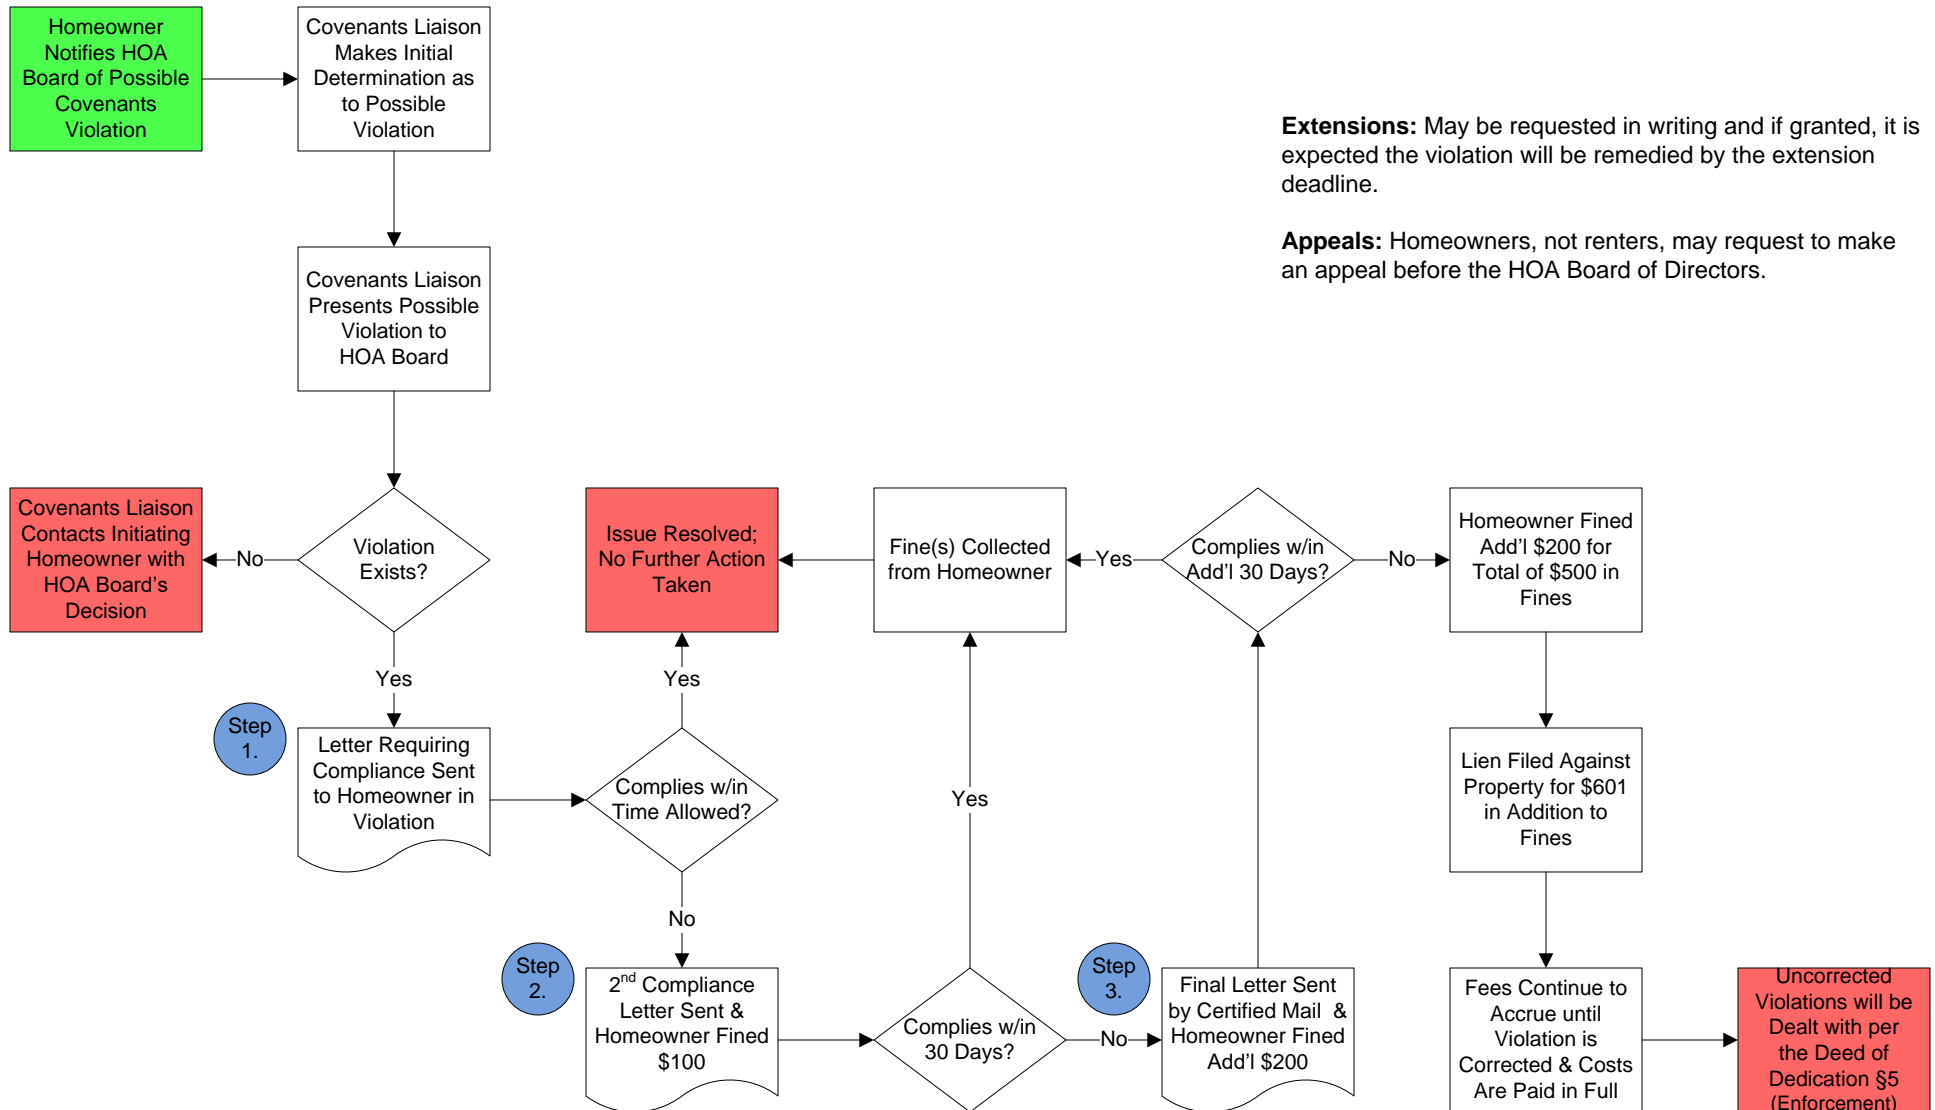 Homeowner
Notifies HOA
Board of Possible
Covenants
Violation
Covenants Liaison
Makes Initial
Determination as
to Possible
Violation
Extensions: May be requested in writing and if granted, it is
expected the violation will be remedied by the extension
deadline.
Appeals: Homeowners, not renters, may request to make
an appeal before the HOA Board of Directors.
Covenants Liaison
Presents Possible
Violation to
HOA Board
Covenants Liaison
Contacts Initiating
Homeowner with
HOA Board’s
Decision
No
Violation
Exists?
Issue Resolved;
No Further Action
Taken
Fine(s) Collected
from Homeowner
Yes
Complies w/in
Add’l 30 Days?
No
Homeowner Fined
Add’l $200 for
Total of $500 in
Fines
Yes
Yes
Step
1.
Letter Requiring
Compliance Sent
to Homeowner in
Violation
Complies w/in
Time Allowed?
Yes
Lien Filed Against
Property for $601
in Addition to
Fines
No
Step
2.
2nd Compliance
Letter Sent &
Homeowner Fined
$100
Complies w/in
30 Days?
No
Step
3.
Final Letter Sent
by Certified Mail &
Homeowner Fined
Add’l $200
Fees Continue to
Accrue until
Violation is
Corrected & Costs
Are Paid in Full
Uncorrected
Violations will be
Dealt with per
the Deed of
Dedication §5
(Enforcement)